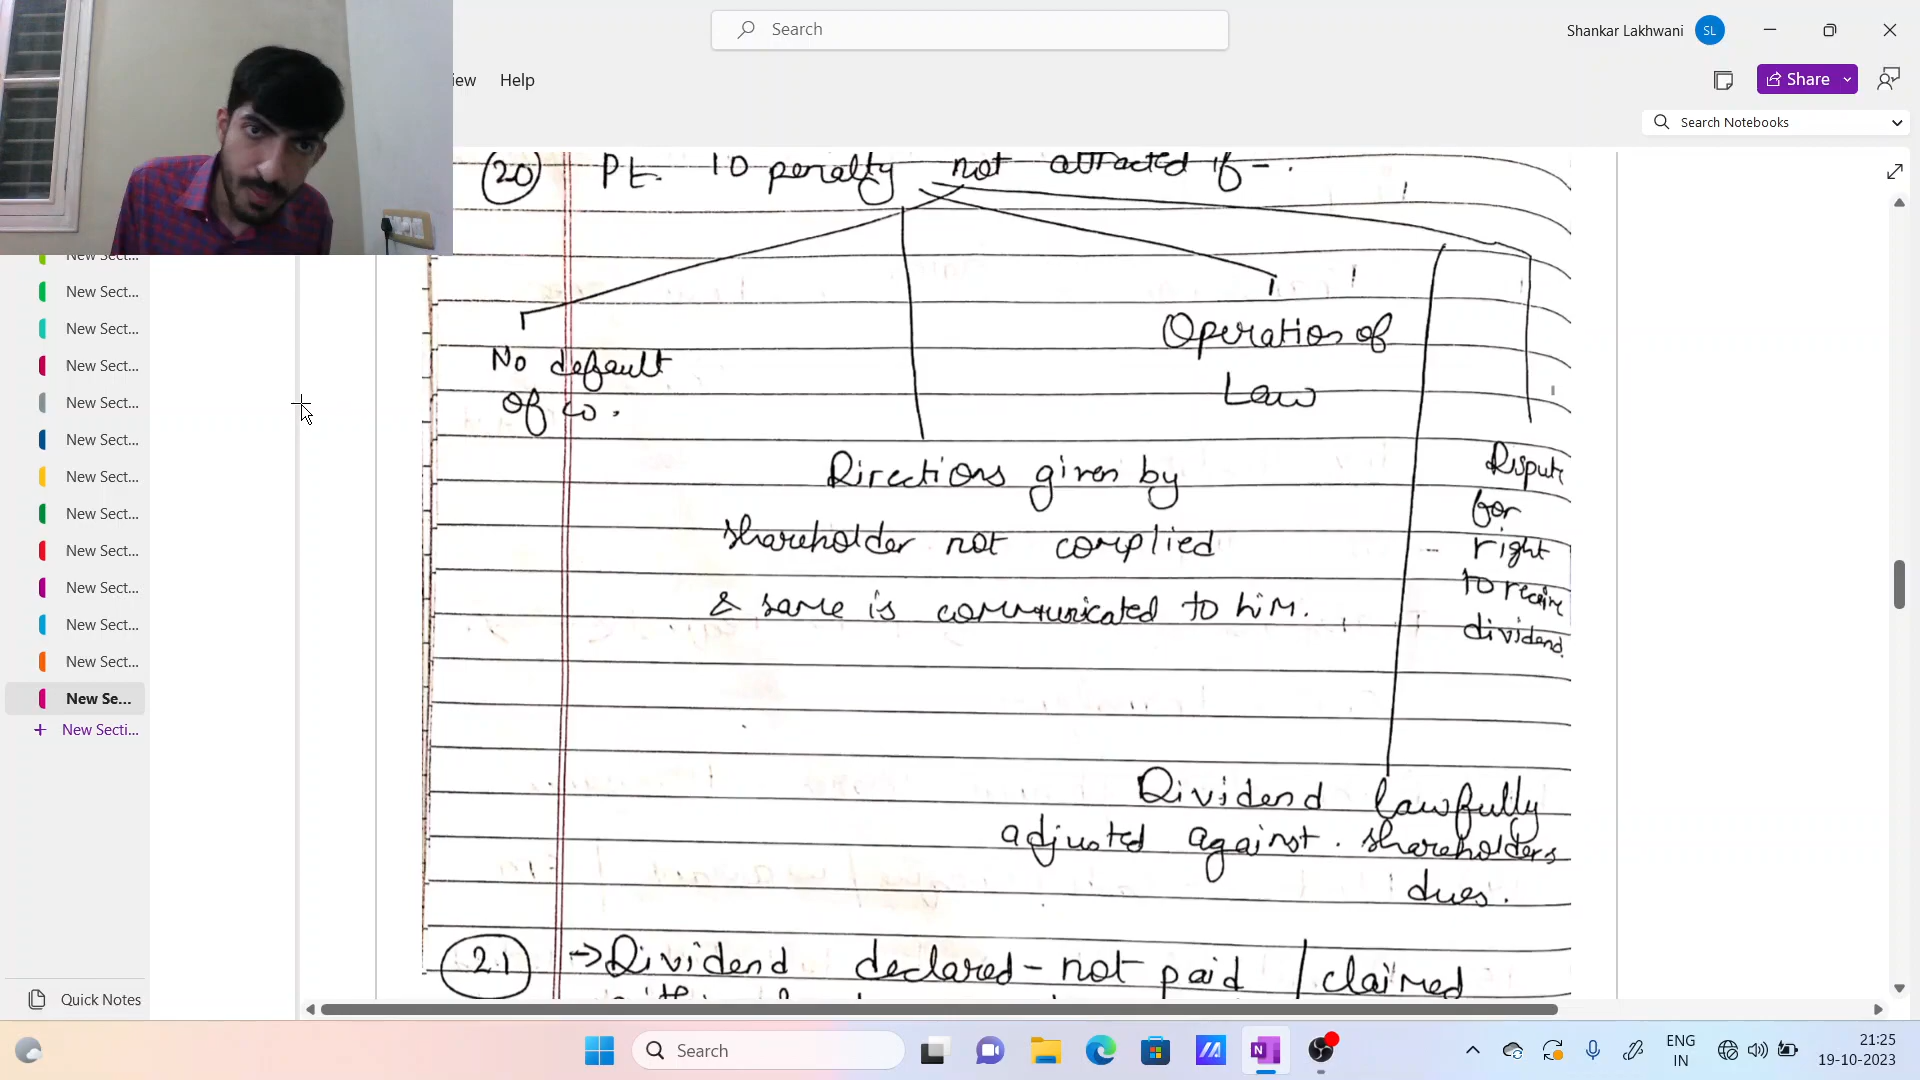 Search
Shankar Lakhwani
SL
iew
Help
Share
Search Notebooks
New Sect...
New Sect...
New Sect...
New Sect...
New Sect...
New Sect...
New Sect...
New Sect...
New Sect...
New Sect...
New Sect...
New Sect...
New Se...
+ New Secti...
Quick Notes
(20) Pt. 10 penalty not attracted if -.
No default
of co.
Directions given by
shareholder not complied
& same is communicated to him.
Operation of
Law
Dividend lawfully
adjusted against. shareholders
dues.
Dispute
for
right
to receive
dividend.
(21) → Dividend declared - not paid / claimed
Search
ENG
IN
21:25
19-10-2023